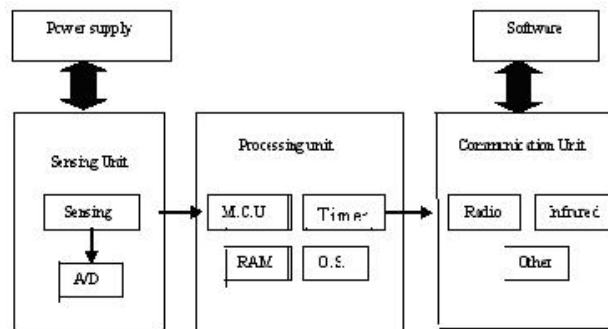 Power supply
Software
Sensing Unit
Processing unit
Communication Unit
Sensing
M.C.U
Timer
Radio
Infrared
A/D
RAM
O.S.
Other